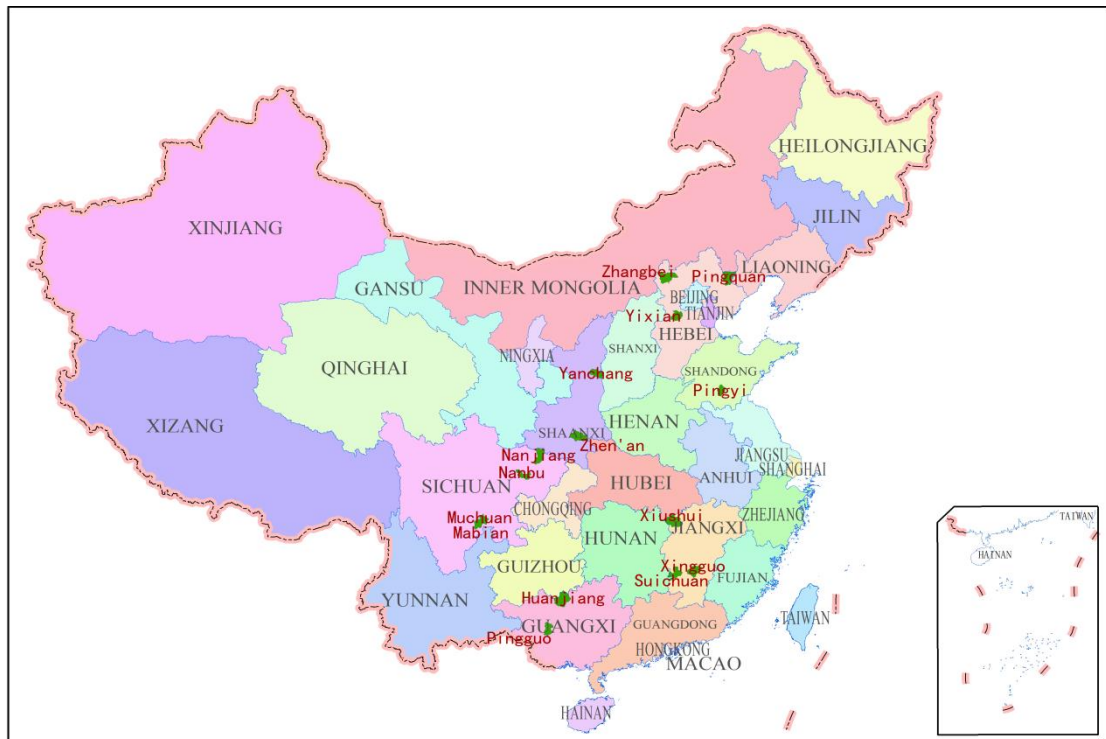 HEILONGJIANG
JILIN
XINJIANG
LIAONING
Zhangbei
Pingquan
GANSU
INNER MONGOLIA
BEIJING
TIANJIN
Yixian
HEBEI
NINGXIA
SHANXI
QINGHAI
Yanchang
SHANDONG
Pingyi
XIZANG
HENAN
SHAANXI
Zhen'an
Nanjiang
Nanbu
JIANGSU
SHANGHAI
ANHUI
SICHUAN
HUBEI
CHONGQING
ZHEJIANG
Muchuan
Mabian
Xiushui
JIANGXI
HUNAN
GUIZHOU
Xingguo
Suichuan
FUJIAN
YUNNAN
Huanjiang
GUANGXI
GUANGDONG
TAIWAN
Pingguo
HONGKONG
MACAO
HAINAN
TAIWAN
HAINAN